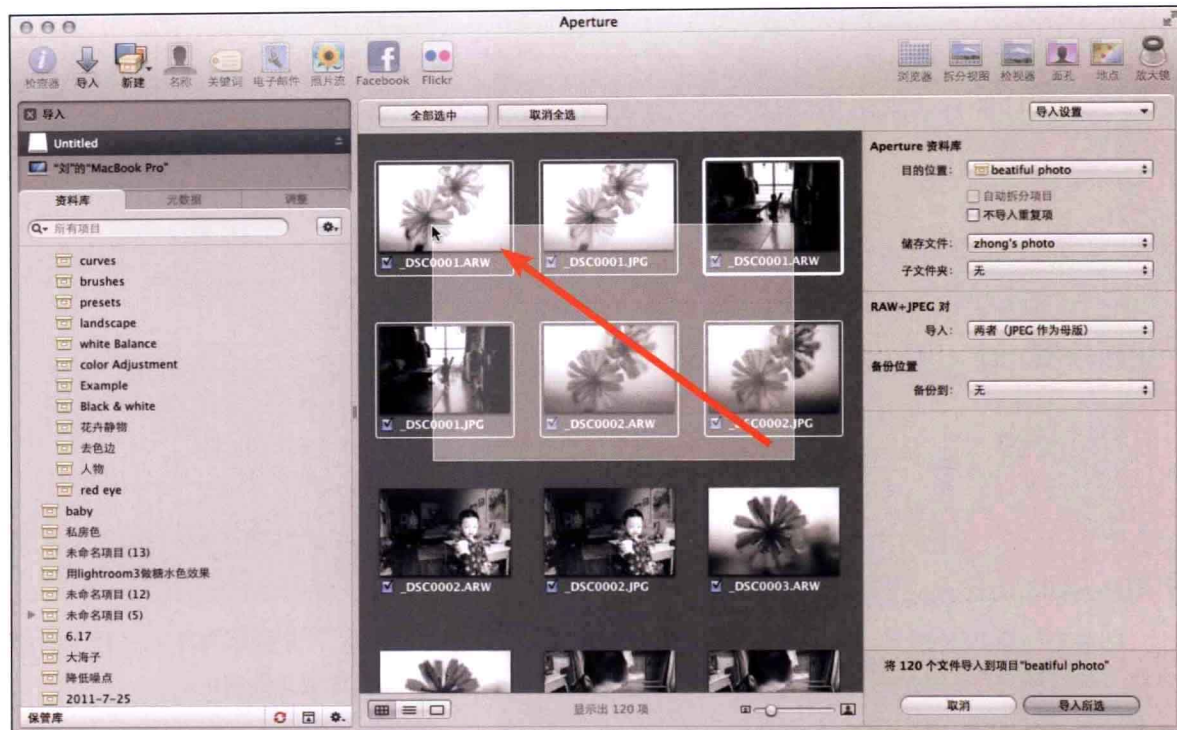 Aperture
检查器
导入
新建
名称
关键词
电子邮件
照片流
Facebook
Flickr
浏览器
拆分视图
检视器
面孔
地点
放大镜
导入
Untitled
“刘”的“MacBook Pro”
资料库
元数据
调整
所有项目
curves
brushes
presets
landscape
white Balance
color Adjustment
Example
Black & white
花卉静物
去色边
人物
red eye
baby
私房色
未命名项目 (13)
用lightroom3做糖水色效果
未命名项目 (12)
未命名项目 (5)
6.17
大海子
降低噪点
2011-7-25
保管库
全部选中
取消全选
_DSC0001.ARW
_DSC0001.JPG
_DSC0001.ARW
_DSC0001.JPG
_DSC0002.ARW
_DSC0002.JPG
_DSC0002.ARW
_DSC0002.JPG
_DSC0003.ARW
显示出 120 项
导入设置
Aperture 资料库
目的位置: beatiful photo
自动拆分项目
不导入重复项
储存文件: zhong's photo
子文件夹: 无
RAW+JPEG 对
导入: 两者（JPEG 作为母版）
备份位置
备份到: 无
将 120 个文件导入到项目“beatiful photo”
取消
导入所选